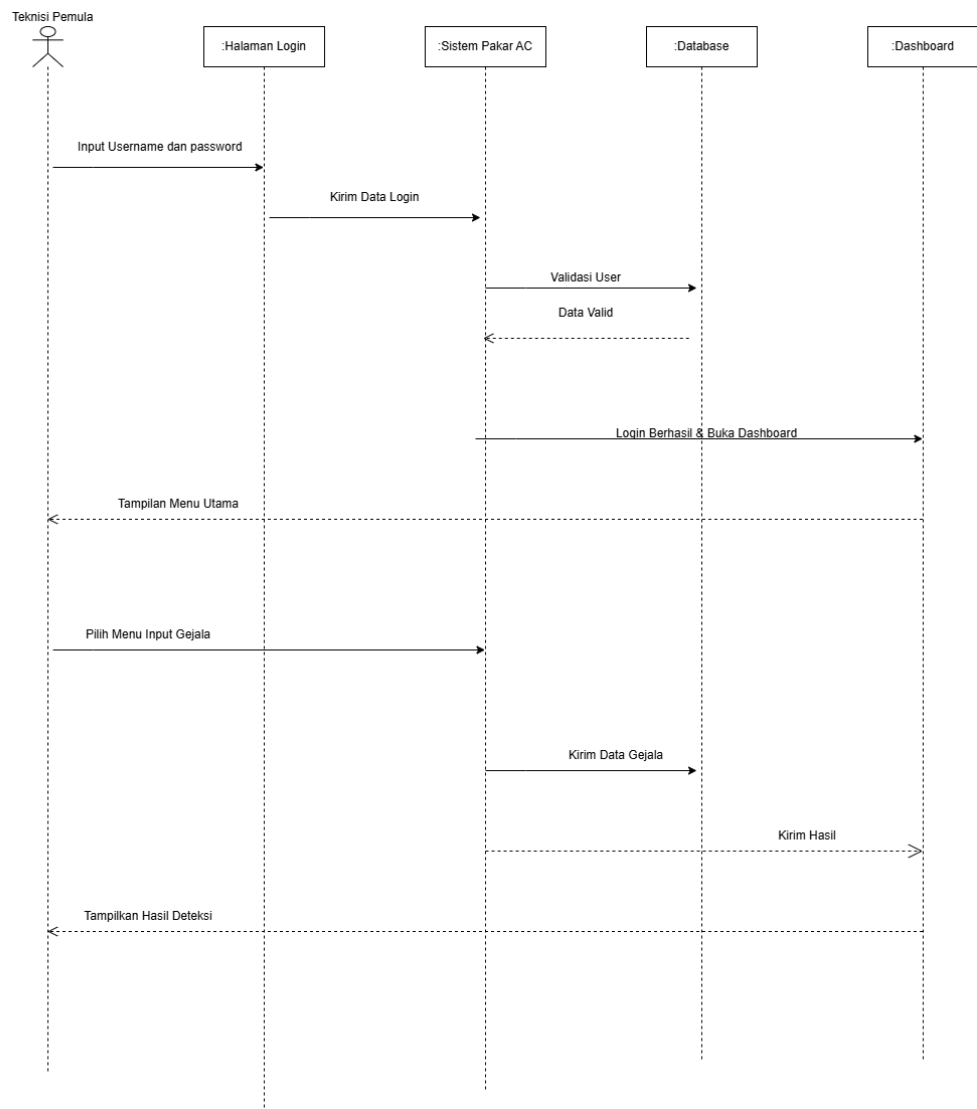 Teknisi Pemula
:Halaman Login
:Sistem Pakar AC
:Database
:Dashboard
Input Username dan password
Kirim Data Login
Validasi User
Data Valid
Login Berhasil & Buka Dashboard
Tampilan Menu Utama
Pilih Menu Input Gejala
Kirim Data Gejala
Kirim Hasil
Tampilkan Hasil Deteksi